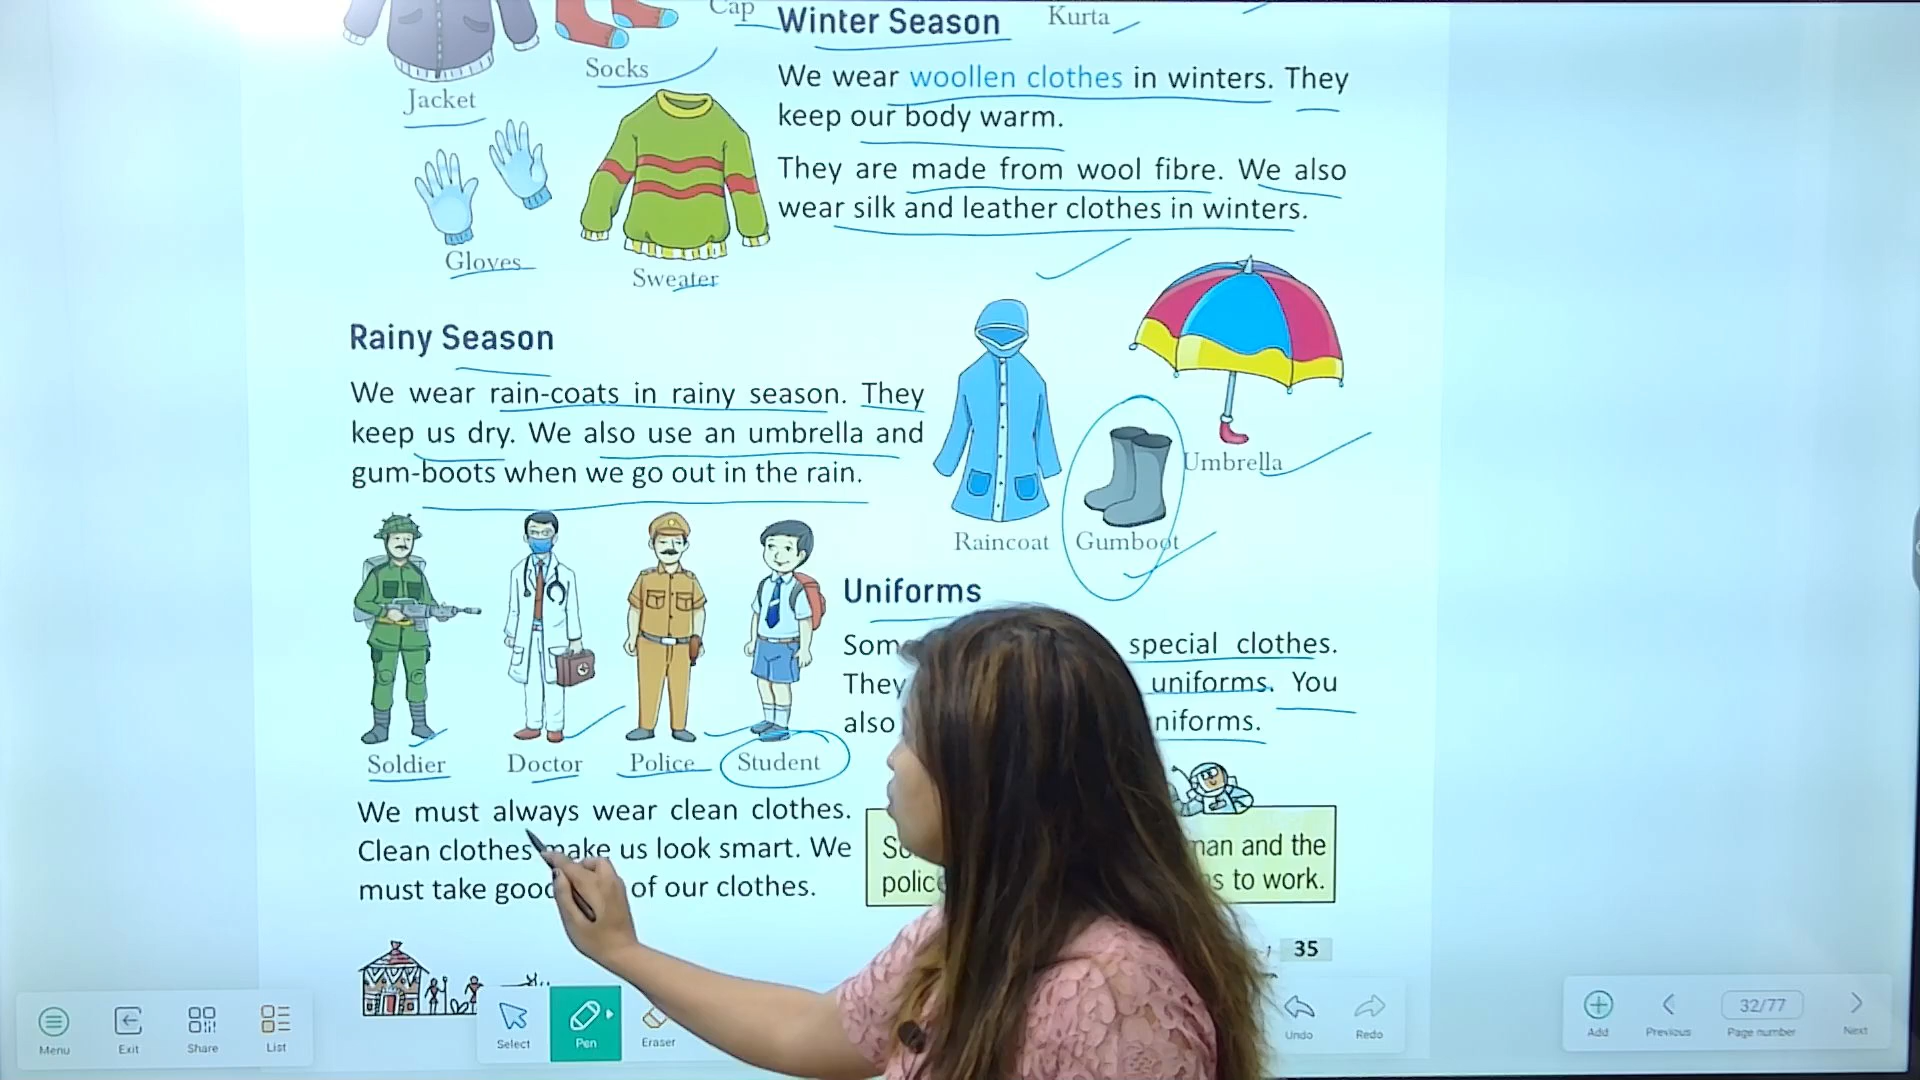 Cap
Winter Season
Kurta
Socks
Jacket
We wear woollen clothes in winters. They
keep our body warm.
They are made from wool fibre. We also
wear silk and leather clothes in winters.
Gloves
Sweater
Rainy Season
We wear rain-coats in rainy season. They
keep us dry. We also use an umbrella and
gum-boots when we go out in the rain.
Umbrella
Raincoat
Gumboot
Uniforms
special clothes.
They uniforms. You
also
Soldier
Doctor
Police
Student
We must always wear clean clothes.
Clean clothes make us look smart. We
must take good of our clothes.
and the
to work.
35
Menu
Exit
Share
List
Select
Pen
Eraser
Undo
Redo
Add
Previous
32/77
Page number
Next